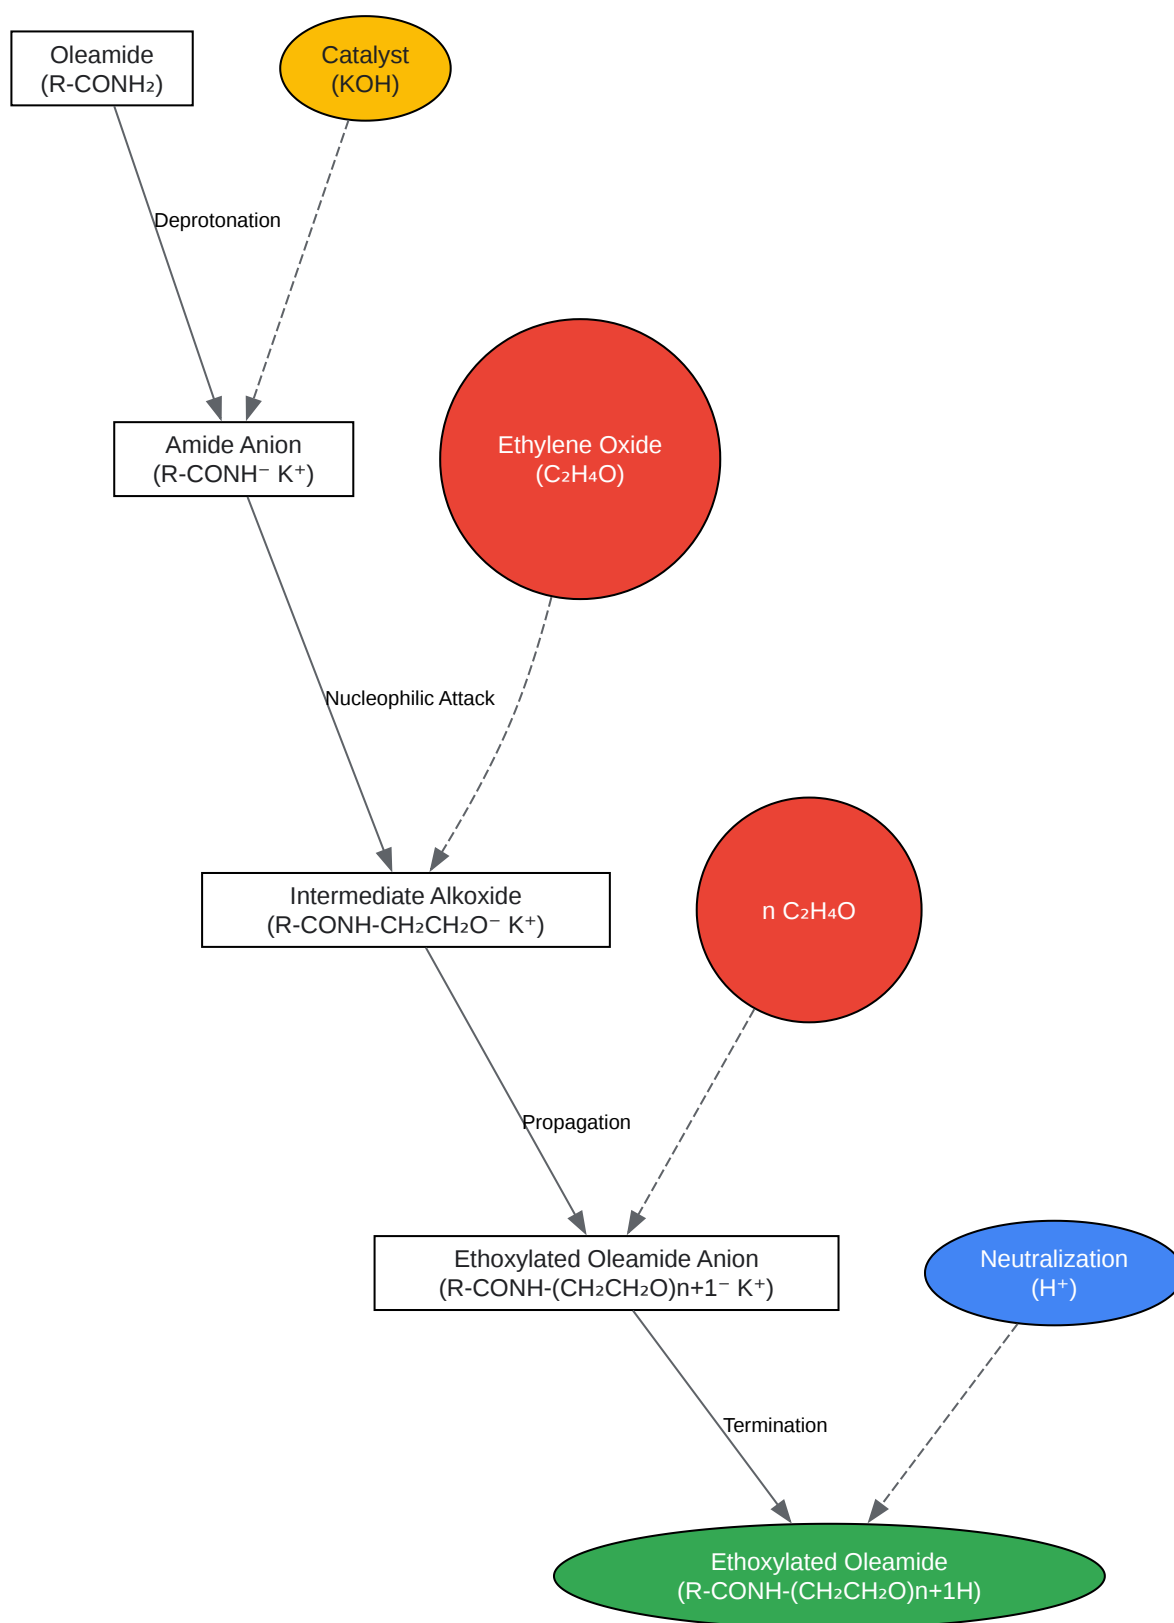 Oleamide
(R-CONH₂)
Catalyst
(KOH)
Deprotonation
Amide Anion
(R-CONH⁻ K⁺)
Ethylene Oxide
(C₂H₄O)
Nucleophilic Attack
Intermediate Alkoxide
(R-CONH-CH₂CH₂O⁻ K⁺)
n C₂H₄O
Propagation
Ethoxylated Oleamide Anion
(R-CONH-(CH₂CH₂O)n+1⁻ K⁺)
Neutralization
(H⁺)
Termination
Ethoxylated Oleamide
(R-CONH-(CH₂CH₂O)n+1H)